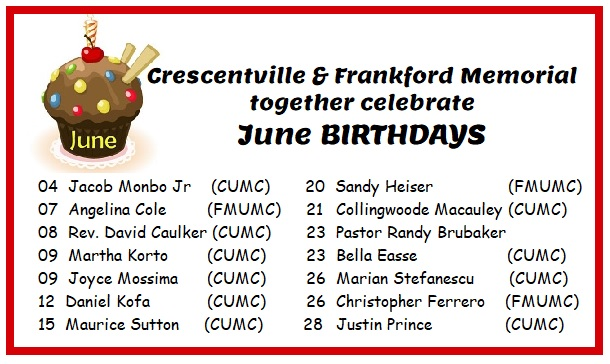 Crescentville & Frankford Memorial
together celebrate
June BIRTHDAYS
June
04 Jacob Monbo Jr (CUMC)
07 Angelina Cole (FMUMC)
08 Rev. David Caulker (CUMC)
09 Martha Korto (CUMC)
09 Joyce Mossima (CUMC)
12 Daniel Kofa (CUMC)
15 Maurice Sutton (CUMC)
20 Sandy Heiser (FMUMC)
21 Collingwoode Macauley (CUMC)
23 Pastor Randy Brubaker
23 Bella Easse (CUMC)
26 Marian Stefanescu (CUMC)
26 Christopher Ferrero (FMUMC)
28 Justin Prince (CUMC)